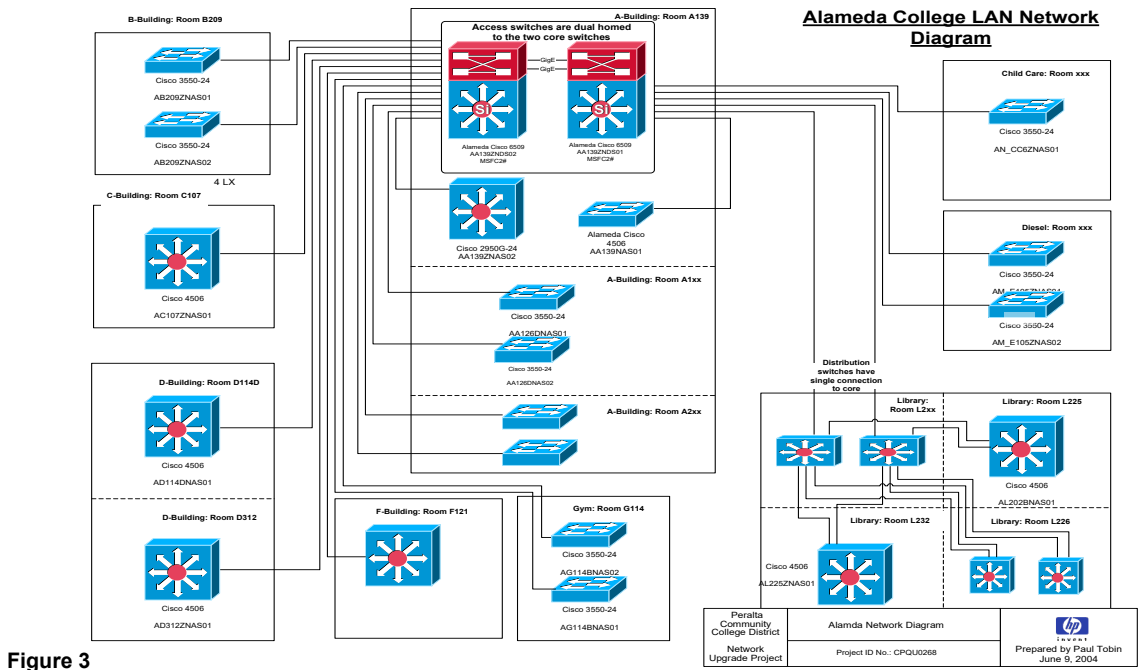 Alameda College LAN Network
Diagram
B-Building: Room B209
Cisco 3550-24
AB209ZNAS01
Cisco 3550-24
AB209ZNAS02
4 LX
C-Building: Room C107
Cisco 4506
AC107ZNAS01
D-Building: Room D114D
Cisco 4506
AD114DNAS01
D-Building: Room D312
Cisco 4506
AD312ZNAS01
A-Building: Room A139
Access switches are dual homed
to the two core switches
GigE
GigE
Si
Si
Alameda Cisco 6509
AA139ZNDS02
MSFC2#
Alameda Cisco 6509
AA139ZNDS01
MSFC2#
Cisco 2950G-24
AA139ZNAS02
Alameda Cisco
4506
AA139NAS01
A-Building: Room A1xx
Cisco 3550-24
AA126DNAS01
Cisco 3550-24
AA126DNAS02
A-Building: Room A2xx
F-Building: Room F121
Gym: Room G114
Cisco 3550-24
AG114BNAS02
Cisco 3550-24
AG114BNAS01
Child Care: Room xxx
Cisco 3550-24
AN_CC6ZNAS01
Diesel: Room xxx
Cisco 3550-24
AM_E105ZNAS01
Cisco 3550-24
AM_E105ZNAS02
Distribution
switches have
single connection
to core
Library:
Room L2xx
Library: Room L225
Cisco 4506
AL202BNAS01
Library: Room L232
Cisco 4506
AL225ZNAS01
Library: Room L226
Peralta
Community
College District
Network
Upgrade Project
Alamda Network Diagram
Project ID No.: CPQU0268
hp
invent
Prepared by Paul Tobin
June 9, 2004
Figure 3